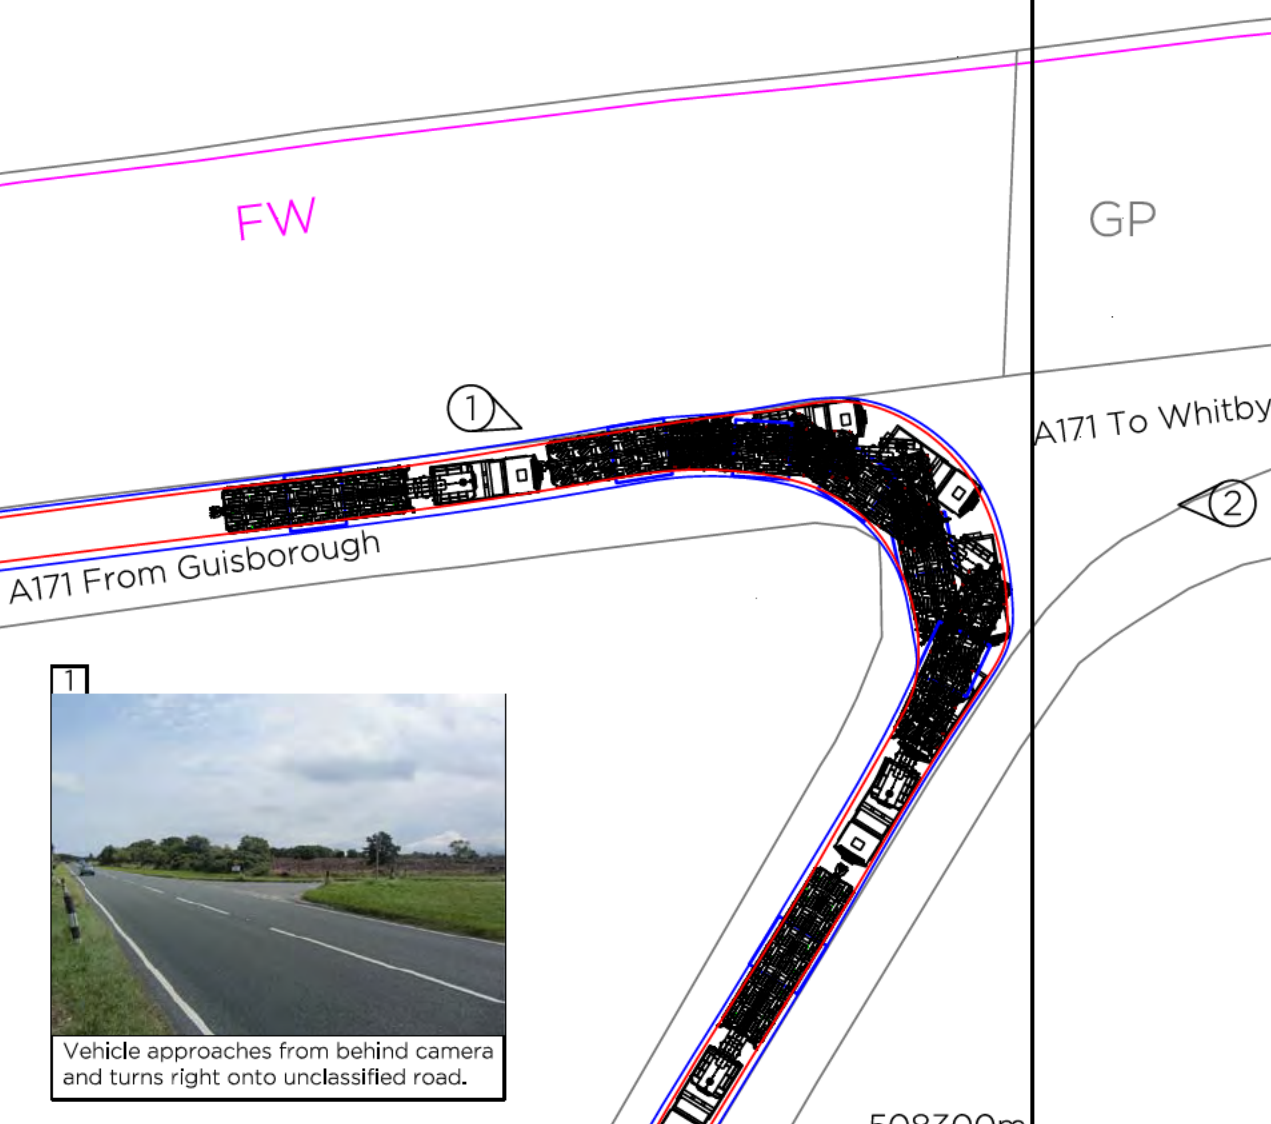 FW
GP
1
A171 To Whitby
2
A171 From Guisborough
1
Vehicle approaches from behind camera
and turns right onto unclassified road.
508300m